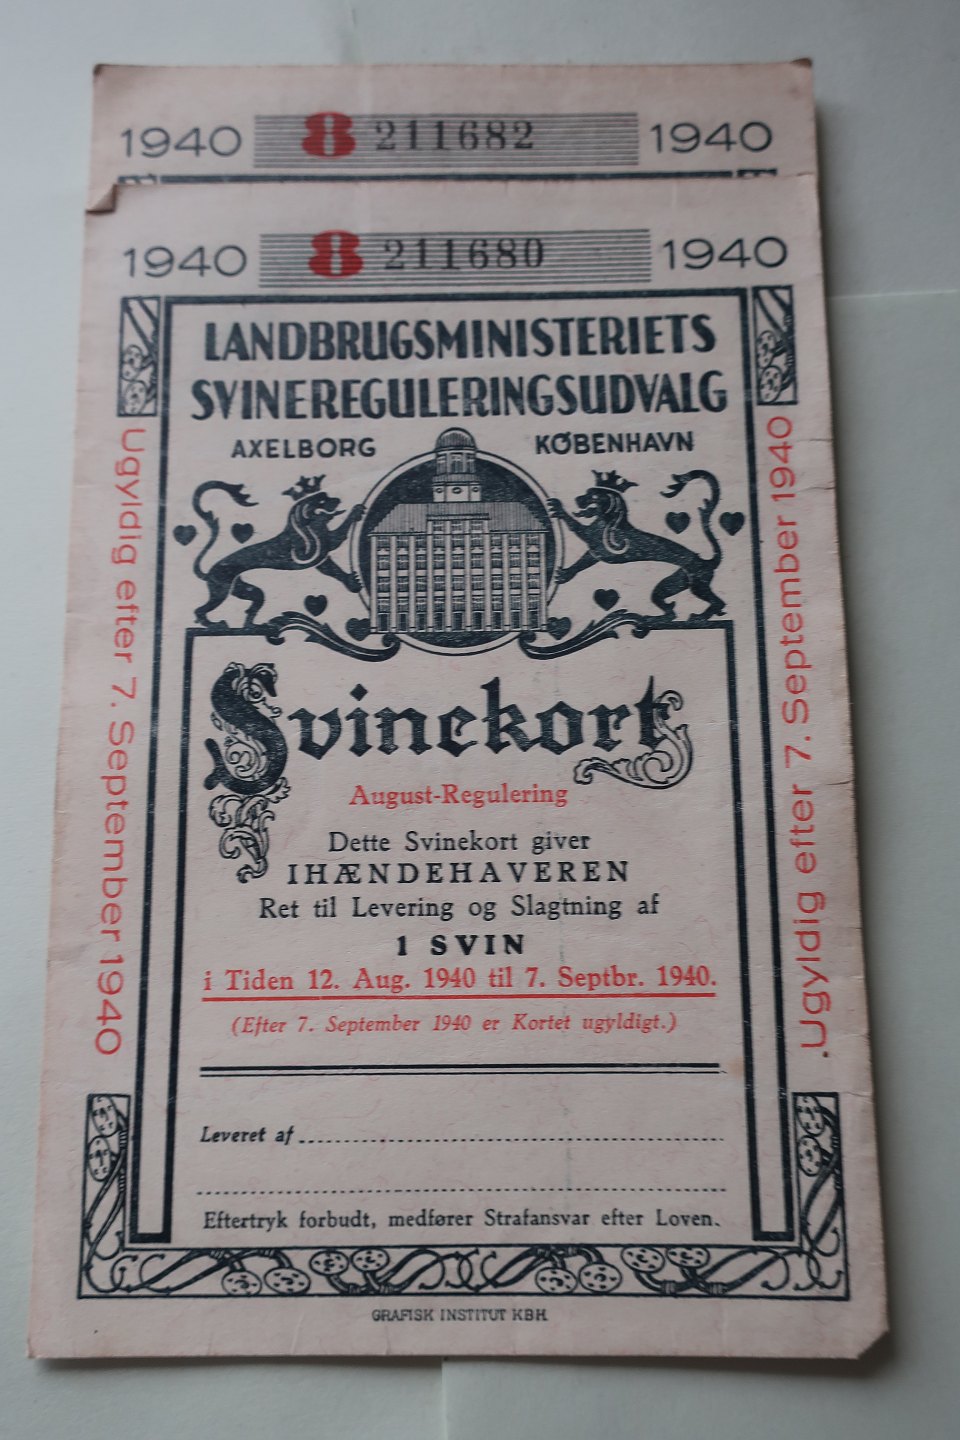 1940 8 211682 1940
1940 8 211680 1940
LANDBRUGSMINISTERIETS
SVINEREGULERINGSUDVALG
AXELBORG KØBENHAVN
Ugyldig efter 7. September 1940
Ugyldig efter 7. September 1940
Svinekort
August-Regulering
Dette Svinekort giver
IHÆNDEHAVEREN
Ret til Levering og Slagtning af
1 SVIN
i Tiden 12. Aug. 1940 til 7. Septbr. 1940.
(Efter 7. September 1940 er Kortet ugyldigt.)
Leveret af
Eftertryk forbudt, medfører Strafansvar efter Loven.
GRAFISK INSTITUT KBH.